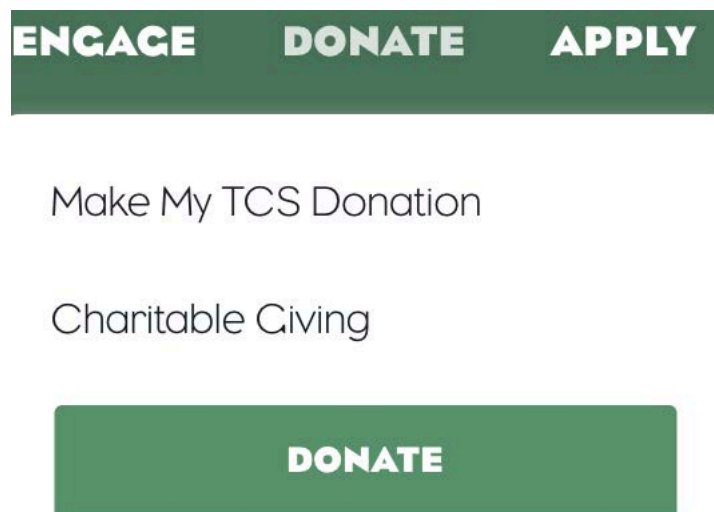 ENGAGE DONATE APPLY
Make My TCS Donation
Charitable Giving
DONATE